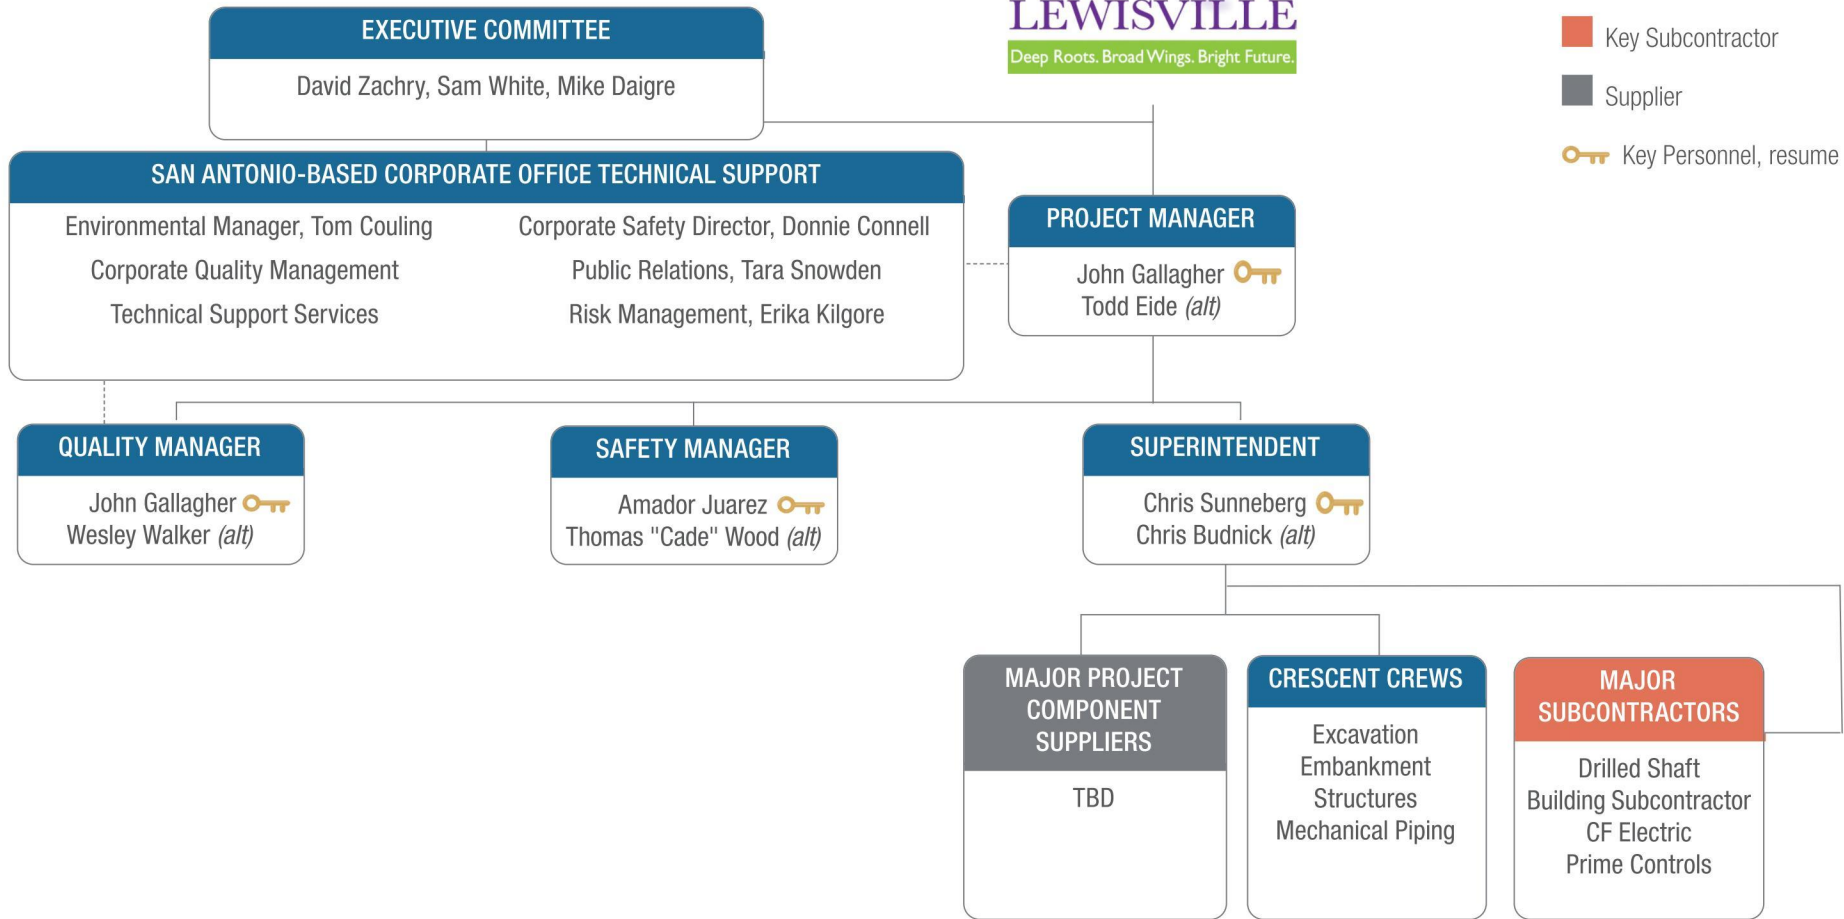 EXECUTIVE COMMITTEE
David Zachry, Sam White, Mike Daigre
LEWISVILLE
Deep Roots. Broad Wings. Bright Future.
Key Subcontractor
Supplier
Key Personnel, resume
SAN ANTONIO-BASED CORPORATE OFFICE TECHNICAL SUPPORT
Environmental Manager, Tom Couling
Corporate Quality Management
Technical Support Services
Corporate Safety Director, Donnie Connell
Public Relations, Tara Snowden
Risk Management, Erika Kilgore
PROJECT MANAGER
John Gallagher
Todd Eide (alt)
QUALITY MANAGER
John Gallagher
Wesley Walker (alt)
SAFETY MANAGER
Amador Juarez
Thomas "Cade" Wood (alt)
SUPERINTENDENT
Chris Sunneberg
Chris Budnick (alt)
MAJOR PROJECT
COMPONENT
SUPPLIERS
TBD
CRESCENT CREWS
Excavation
Embankment
Structures
Mechanical Piping
MAJOR
SUBCONTRACTORS
Drilled Shaft
Building Subcontractor
CF Electric
Prime Controls